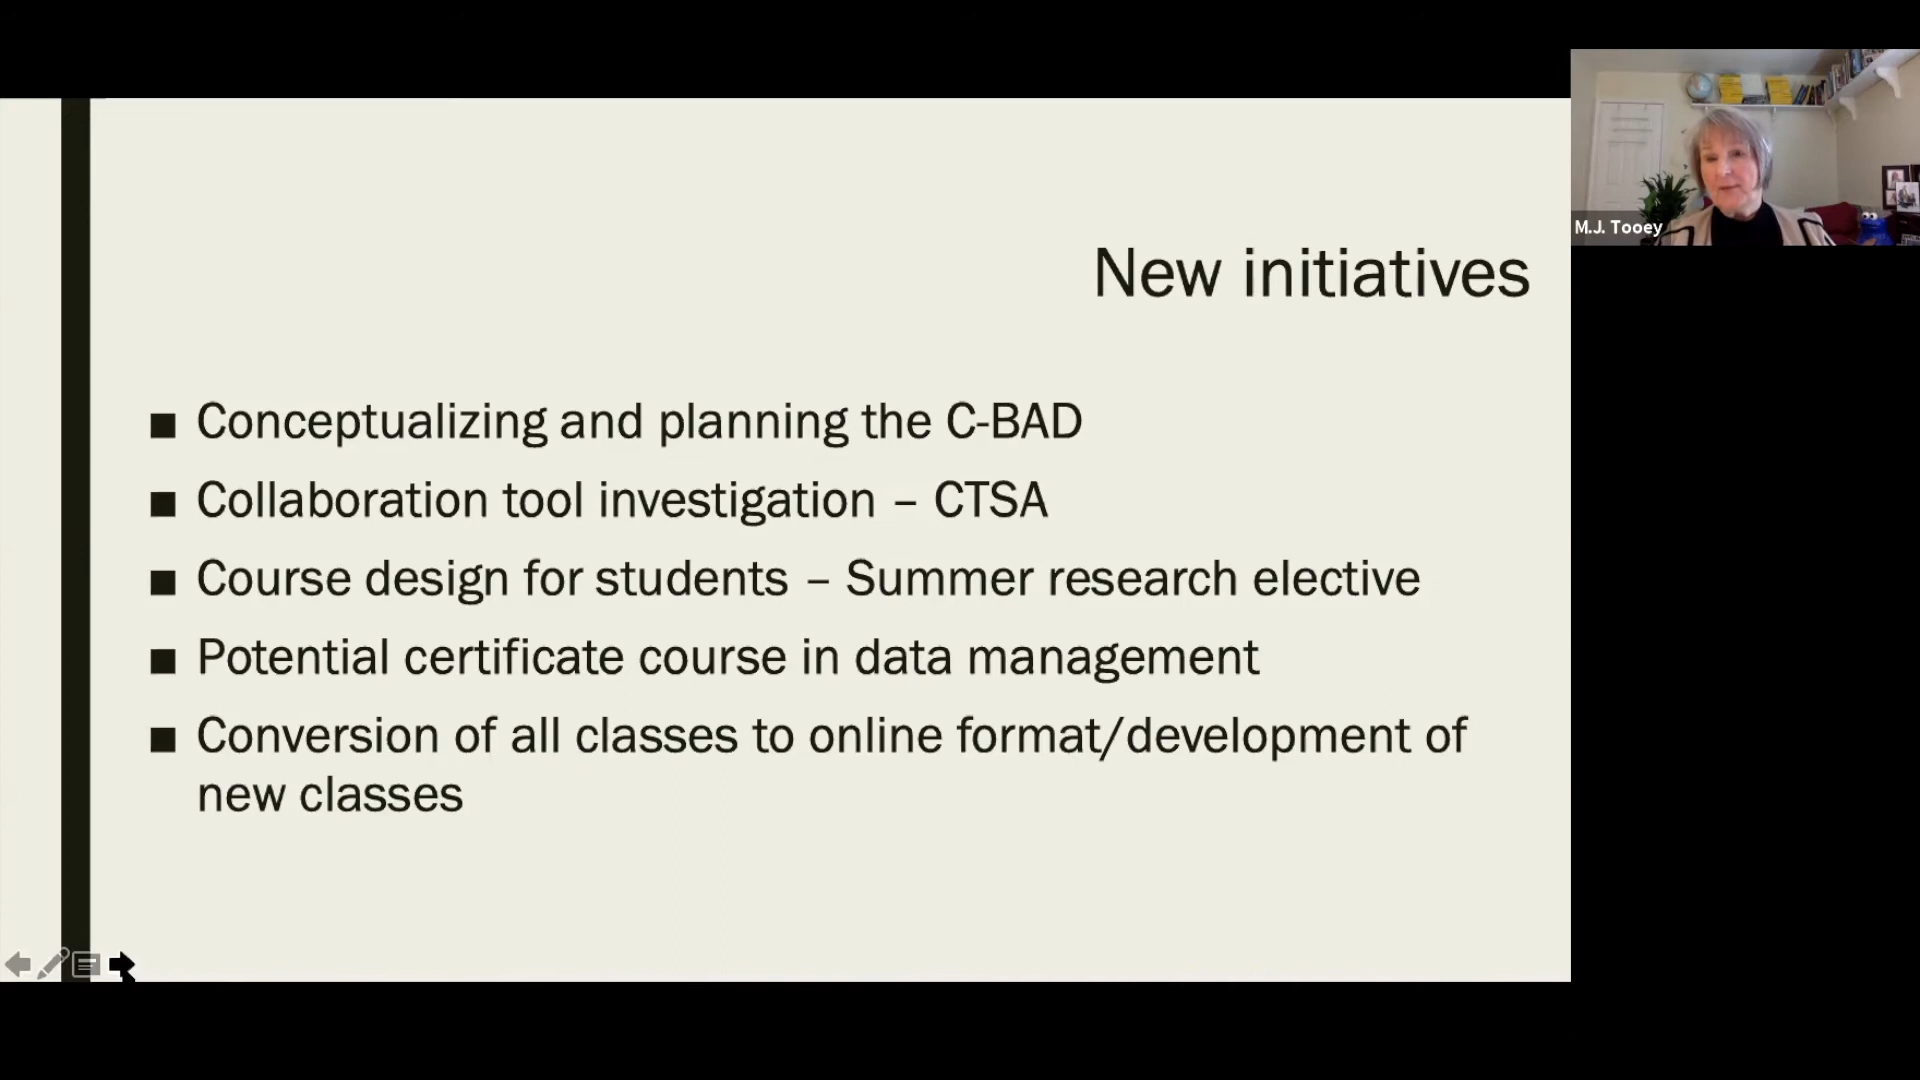 New initiatives
■ Conceptualizing and planning the C-BAD
■ Collaboration tool investigation – CTSA
■ Course design for students – Summer research elective
■ Potential certificate course in data management
■ Conversion of all classes to online format/development of
new classes
M.J. Tooey